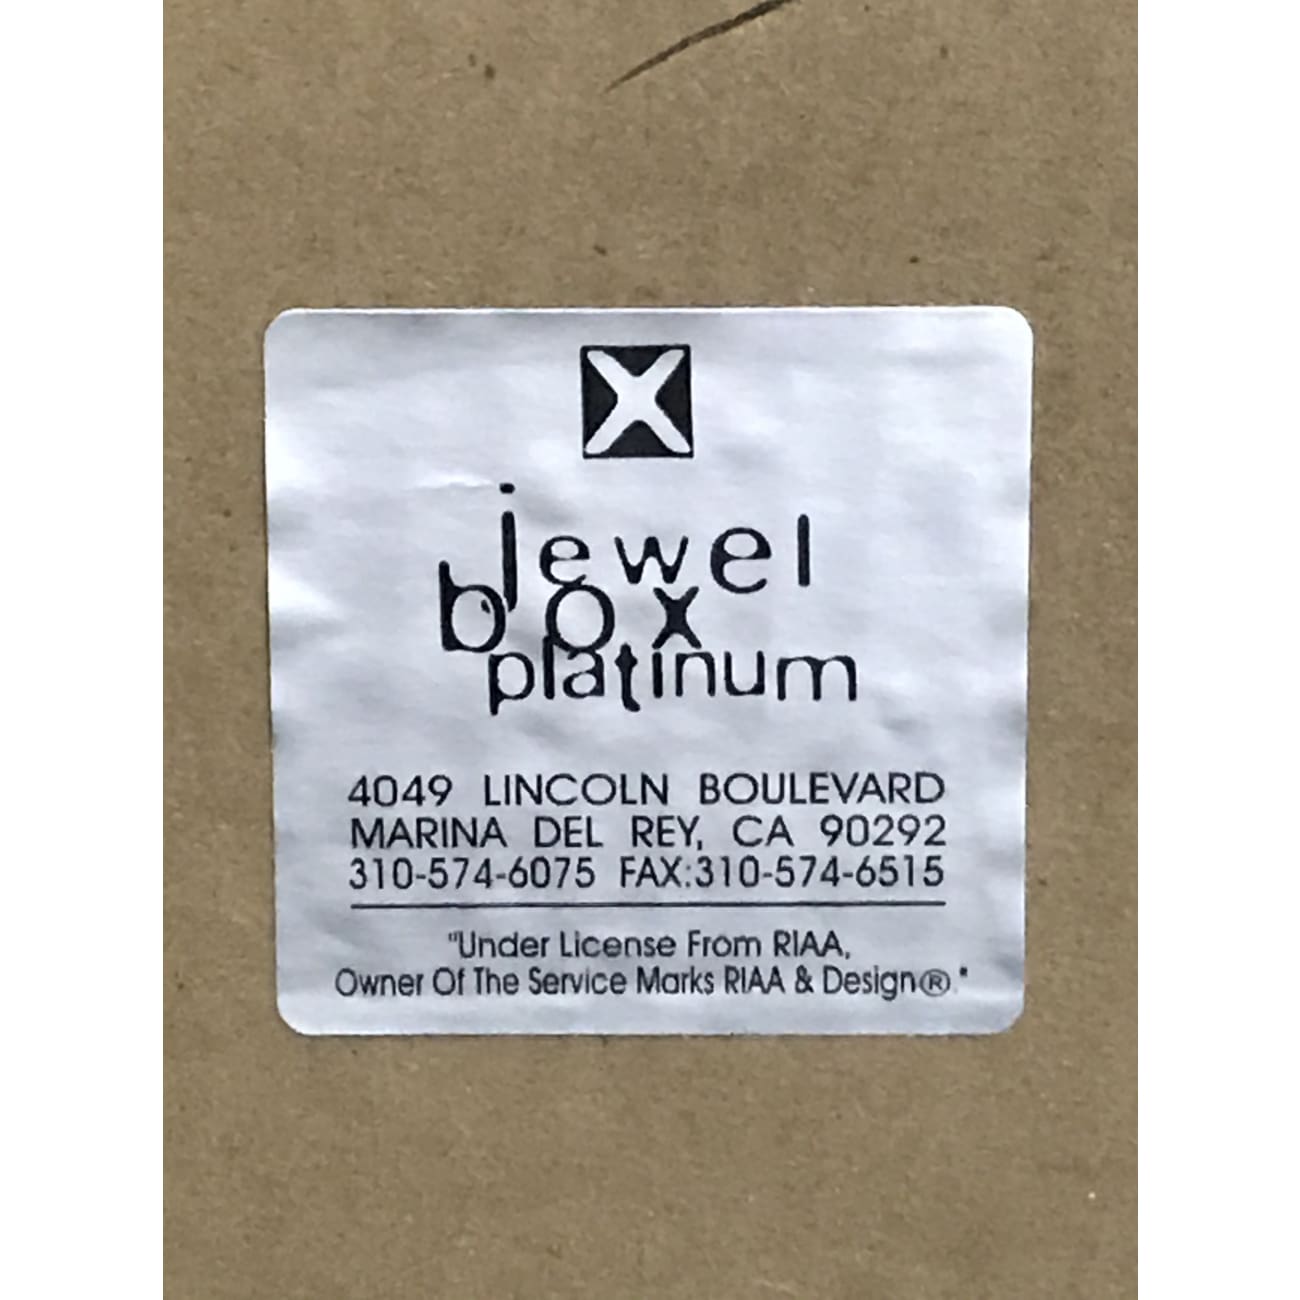 X
jewel
box
platinum
4049 LINCOLN BOULEVARD
MARINA DEL REY, CA 90292
310-574-6075 FAX:310-574-6515
"Under License From RIAA,
Owner Of The Service Marks RIAA & Design®."